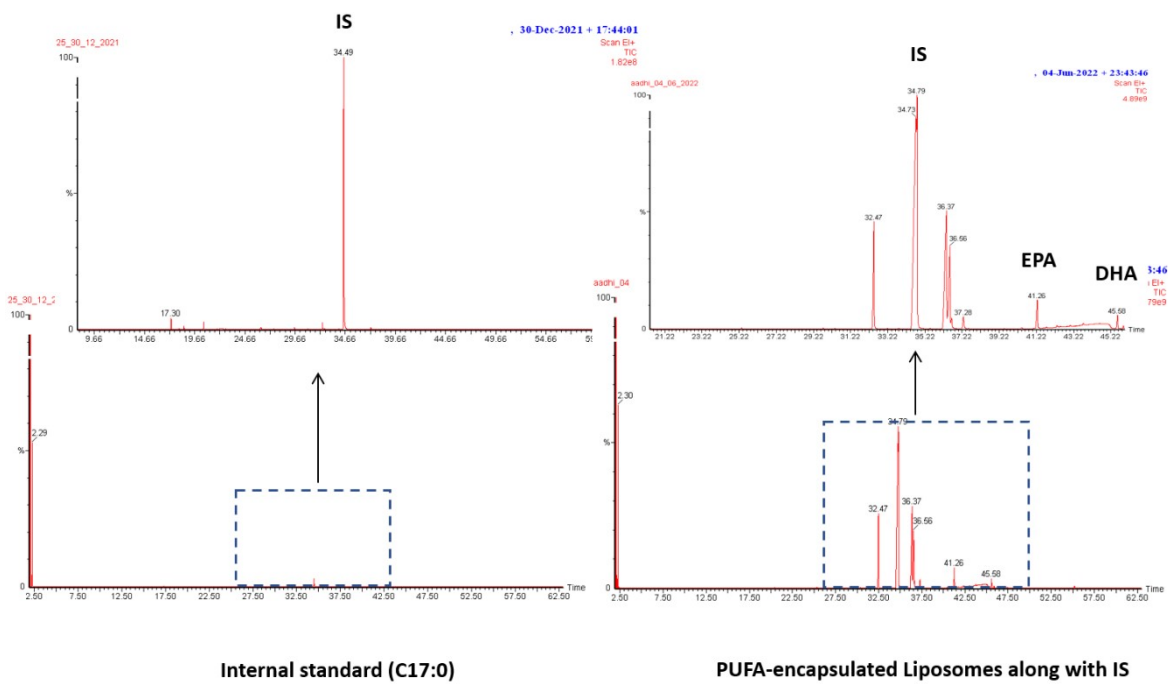 IS
, 30-Dec-2021 + 17:44:01
25_30_12_2021
Scan EI+
TIC
1.82e8
34.49
100
%
17.30
0
9.66 14.66 19.66 24.66 29.66 34.66 39.66 44.66 49.66 54.66 59
25_30_12_2
100
2.29
%
0
Time
2.50 7.50 12.50 17.50 22.50 27.50 32.50 37.50 42.50 47.50 52.50 57.50 62.50
Internal standard (C17:0)
IS
, 04-Jun-2022 + 23:43:46
aadhi_04_06_2022
Scan EI+
TIC
4.89e9
100
34.79
34.73
%
32.47
36.37
36.56
37.28
EPA
41.26
DHA
45.58
0
Time
21.22 23.22 25.22 27.22 29.22 31.22 33.22 35.22 37.22 39.22 41.22 43.22 45.22
3:46
EI+
TIC
79e9
aadhi_04
100
2.30
%
34.79
32.47
36.37
36.56
41.26
45.58
0
Time
2.50 7.50 12.50 17.50 22.50 27.50 32.50 37.50 42.50 47.50 52.50 57.50 62.50
PUFA-encapsulated Liposomes along with IS